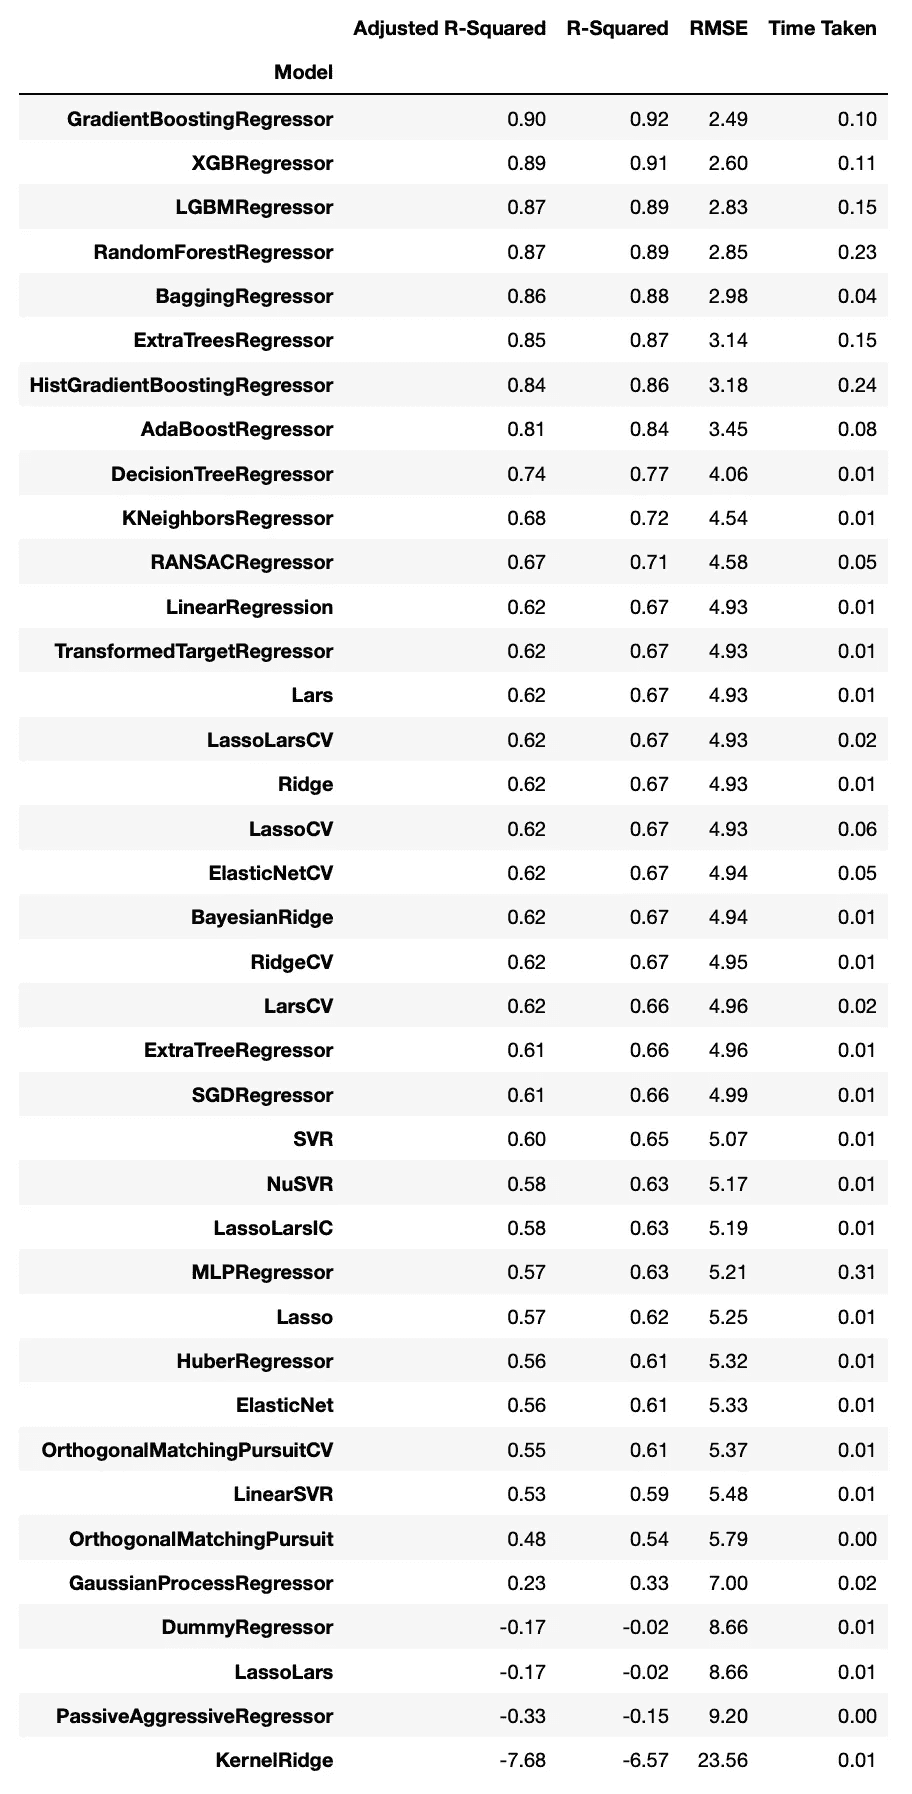 Adjusted R-Squared R-Squared RMSE Time Taken
Model
GradientBoostingRegressor 0.90 0.92 2.49 0.10
XGBRegressor 0.89 0.91 2.60 0.11
LGBMRegressor 0.87 0.89 2.83 0.15
RandomForestRegressor 0.87 0.89 2.85 0.23
BaggingRegressor 0.86 0.88 2.98 0.04
ExtraTreesRegressor 0.85 0.87 3.14 0.15
HistGradientBoostingRegressor 0.84 0.86 3.18 0.24
AdaBoostRegressor 0.81 0.84 3.45 0.08
DecisionTreeRegressor 0.74 0.77 4.06 0.01
KNeighborsRegressor 0.68 0.72 4.54 0.01
RANSACRegressor 0.67 0.71 4.58 0.05
LinearRegression 0.62 0.67 4.93 0.01
TransformedTargetRegressor 0.62 0.67 4.93 0.01
Lars 0.62 0.67 4.93 0.01
LassoLarsCV 0.62 0.67 4.93 0.02
Ridge 0.62 0.67 4.93 0.01
LassoCV 0.62 0.67 4.93 0.06
ElasticNetCV 0.62 0.67 4.94 0.05
BayesianRidge 0.62 0.67 4.94 0.01
RidgeCV 0.62 0.67 4.95 0.01
LarsCV 0.62 0.66 4.96 0.02
ExtraTreeRegressor 0.61 0.66 4.96 0.01
SGDRegressor 0.61 0.66 4.99 0.01
SVR 0.60 0.65 5.07 0.01
NuSVR 0.58 0.63 5.17 0.01
LassoLarsIC 0.58 0.63 5.19 0.01
MLPRegressor 0.57 0.63 5.21 0.31
Lasso 0.57 0.62 5.25 0.01
HuberRegressor 0.56 0.61 5.32 0.01
ElasticNet 0.56 0.61 5.33 0.01
OrthogonalMatchingPursuitCV 0.55 0.61 5.37 0.01
LinearSVR 0.53 0.59 5.48 0.01
OrthogonalMatchingPursuit 0.48 0.54 5.79 0.00
GaussianProcessRegressor 0.23 0.33 7.00 0.02
DummyRegressor -0.17 -0.02 8.66 0.01
LassoLars -0.17 -0.02 8.66 0.01
PassiveAggressiveRegressor -0.33 -0.15 9.20 0.00
KernelRidge -7.68 -6.57 23.56 0.01